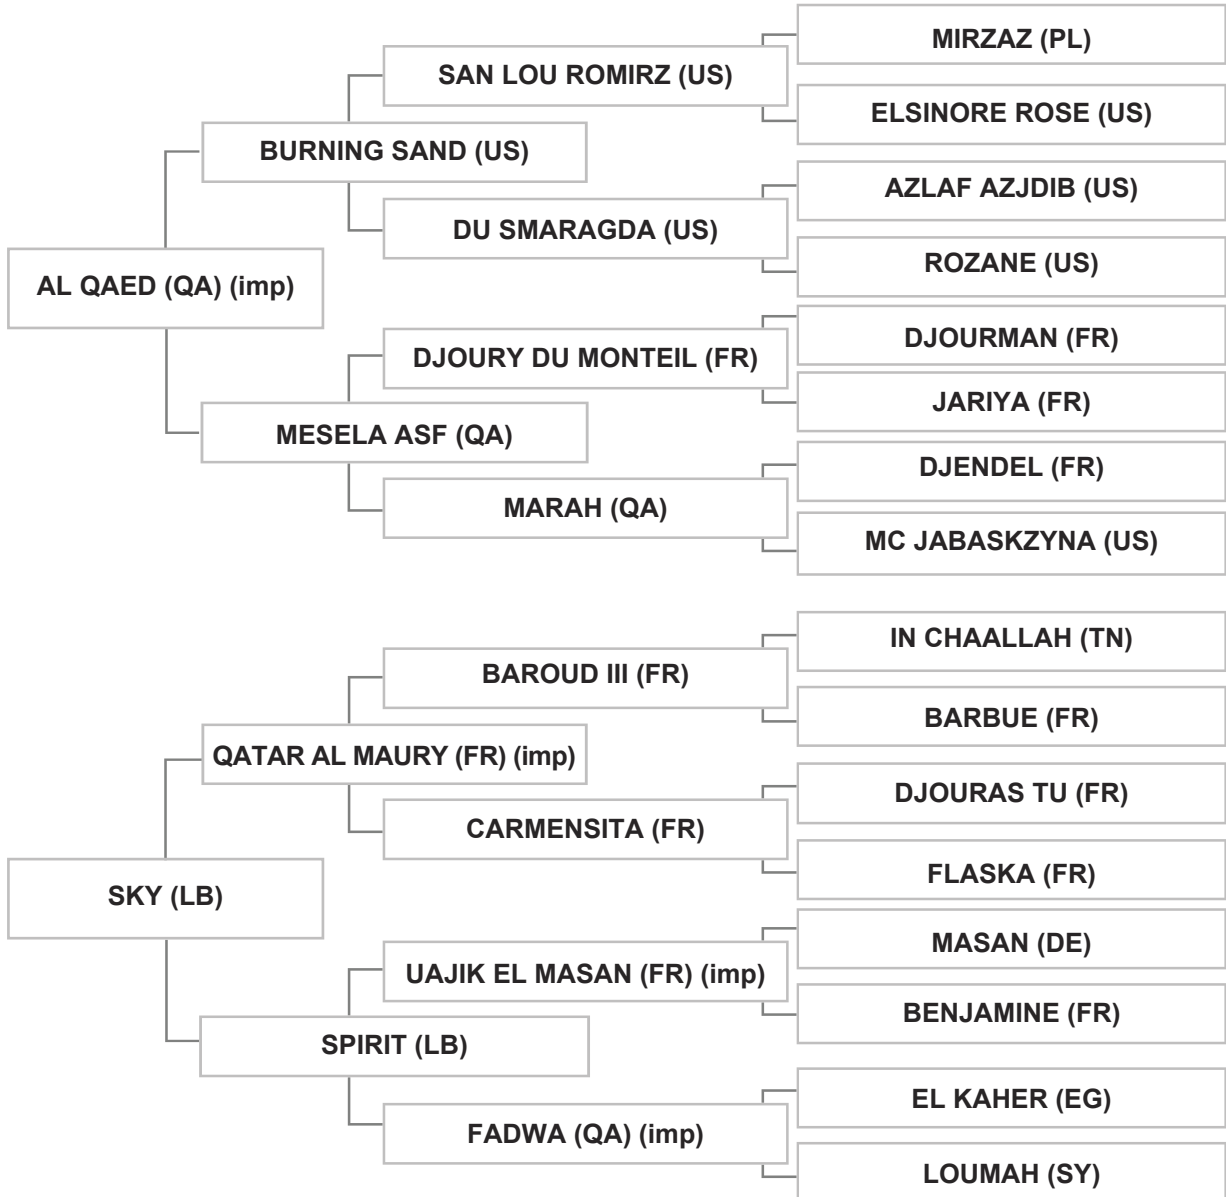 MIRZAZ (PL)
SAN LOU ROMIRZ (US)
ELSINORE ROSE (US)
BURNING SAND (US)
AZLAF AZJDIB (US)
DU SMARAGDA (US)
ROZANE (US)
AL QAED (QA) (imp)
DJOURMAN (FR)
DJOURY DU MONTEIL (FR)
JARIYA (FR)
MESELA ASF (QA)
DJENDEL (FR)
MARAH (QA)
MC JABASKZYNA (US)
IN CHAALLAH (TN)
BAROUD III (FR)
BARBUE (FR)
QATAR AL MAURY (FR) (imp)
DJOURAS TU (FR)
CARMENSITA (FR)
FLASKA (FR)
SKY (LB)
MASAN (DE)
UAJIK EL MASAN (FR) (imp)
BENJAMINE (FR)
SPIRIT (LB)
EL KAHER (EG)
FADWA (QA) (imp)
LOUMAH (SY)